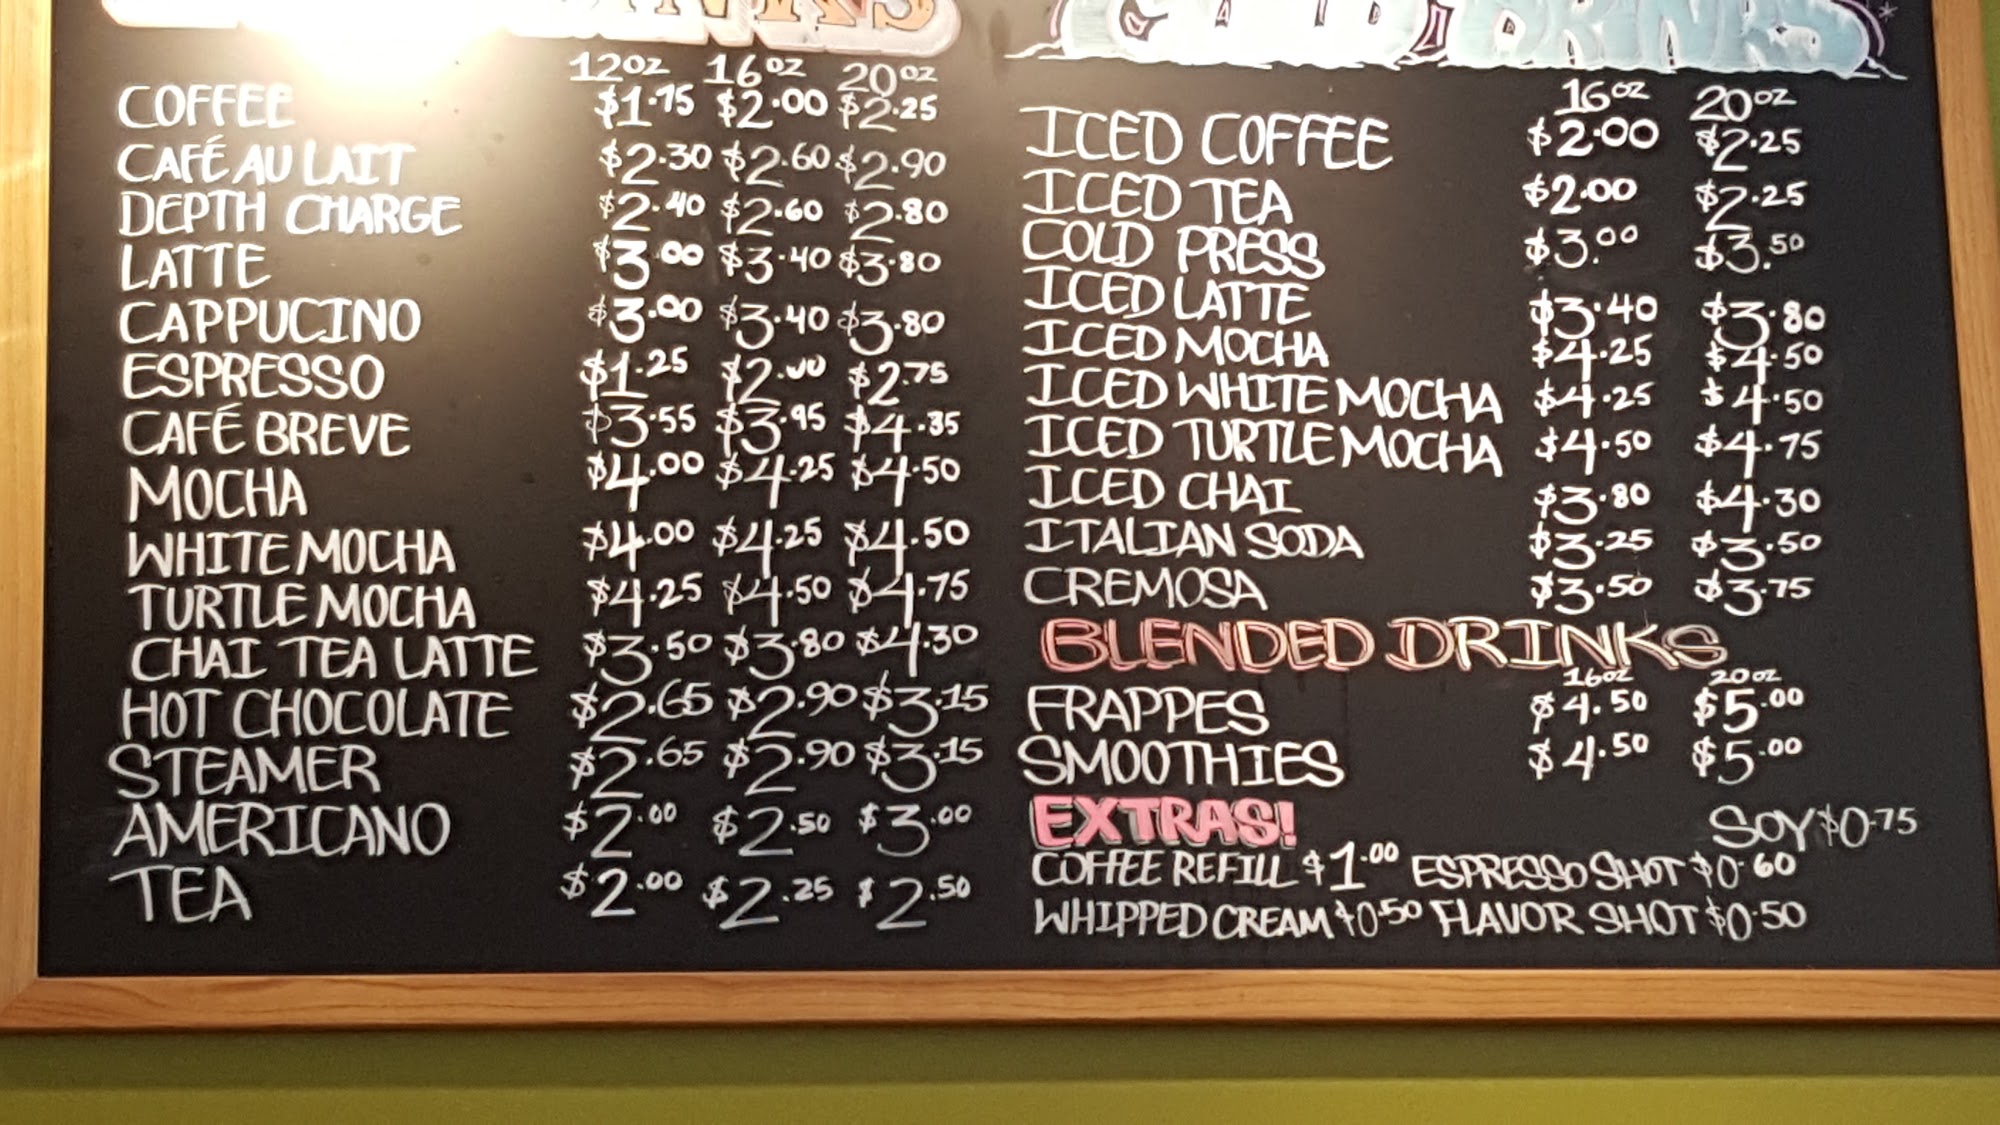 12OZ 16OZ 20OZ
COFFEE $1.75 $2.00 $2.25
CAFÉ AU LAIT $2.30 $2.60 $2.90
DEPTH CHARGE $2.40 $2.60 $2.80
LATTE $3.00 $3.40 $3.80
CAPPUCINO $3.00 $3.40 $3.80
ESPRESSO $1.25 $2.00 $2.75
CAFÉ BREVE $3.55 $3.95 $4.35
MOCHA $4.00 $4.25 $4.50
WHITE MOCHA $4.00 $4.25 $4.50
TURTLE MOCHA $4.25 $4.50 $4.75
CHAI TEA LATTE $3.50 $3.80 $4.30
HOT CHOCOLATE $2.65 $2.90 $3.15
STEAMER $2.65 $2.90 $3.15
AMERICANO $2.00 $2.50 $3.00
TEA $2.00 $2.25 $2.50
COLD DRINKS
16OZ 20OZ
ICED COFFEE $2.00 $2.25
ICED TEA $2.00 $2.25
COLD PRESS $3.00 $3.50
ICED LATTE $3.40 $3.80
ICED MOCHA $4.25 $4.50
ICED WHITE MOCHA $4.25 $4.50
ICED TURTLE MOCHA $4.50 $4.75
ICED CHAI $3.80 $4.30
ITALIAN SODA $3.25 $3.50
CREMOSA $3.50 $3.75
BLENDED DRINKS
16OZ 20OZ
FRAPPES $4.50 $5.00
SMOOTHIES $4.50 $5.00
EXTRAS! SOY $0.75
COFFEE REFILL $1.00 ESPRESSO SHOT $0.60
WHIPPED CREAM $0.50 FLAVOR SHOT $0.50